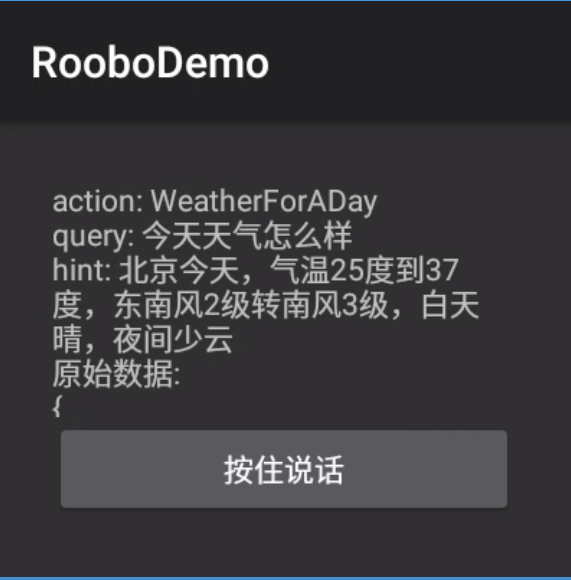 RooboDemo
action: WeatherForADay
query: 今天天气怎么样
hint: 北京今天，气温25度到37
度，东南风2级转南风3级，白天
晴，夜间少云
原始数据:
{
按住说话